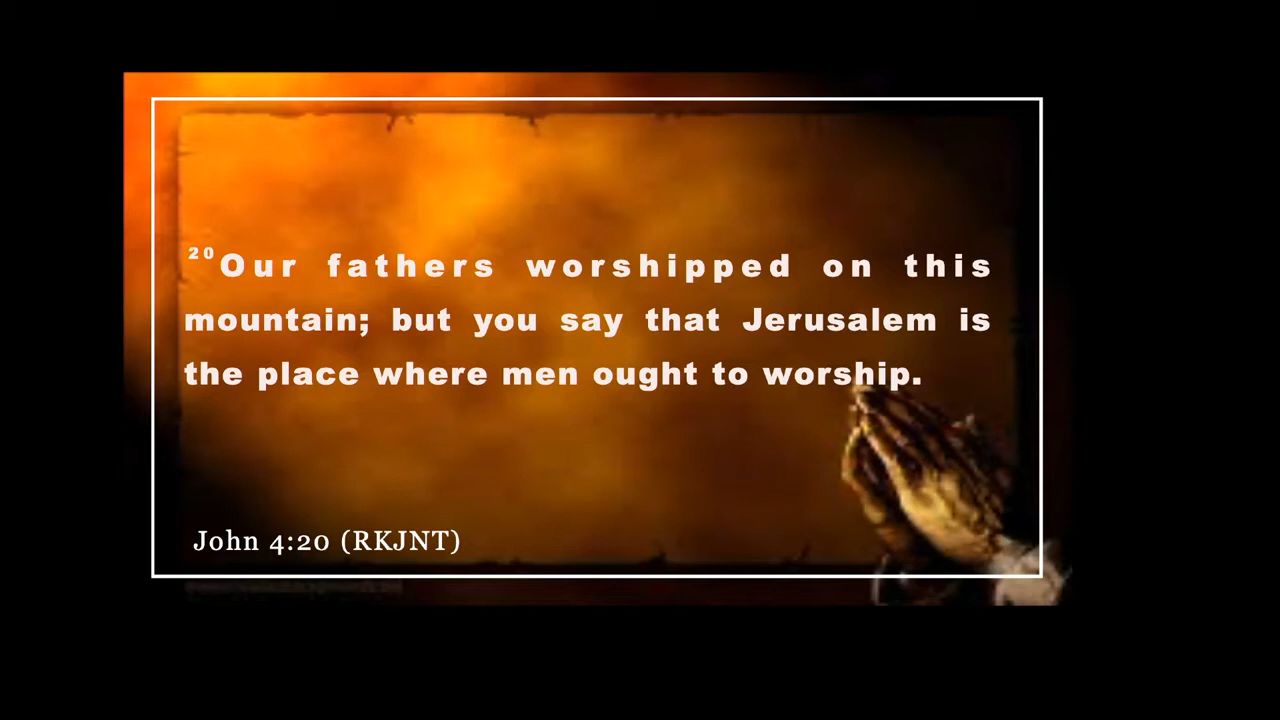 ²⁰Our fathers worshipped on this
mountain; but you say that Jerusalem is
the place where men ought to worship.
John 4:20 (RKJNT)